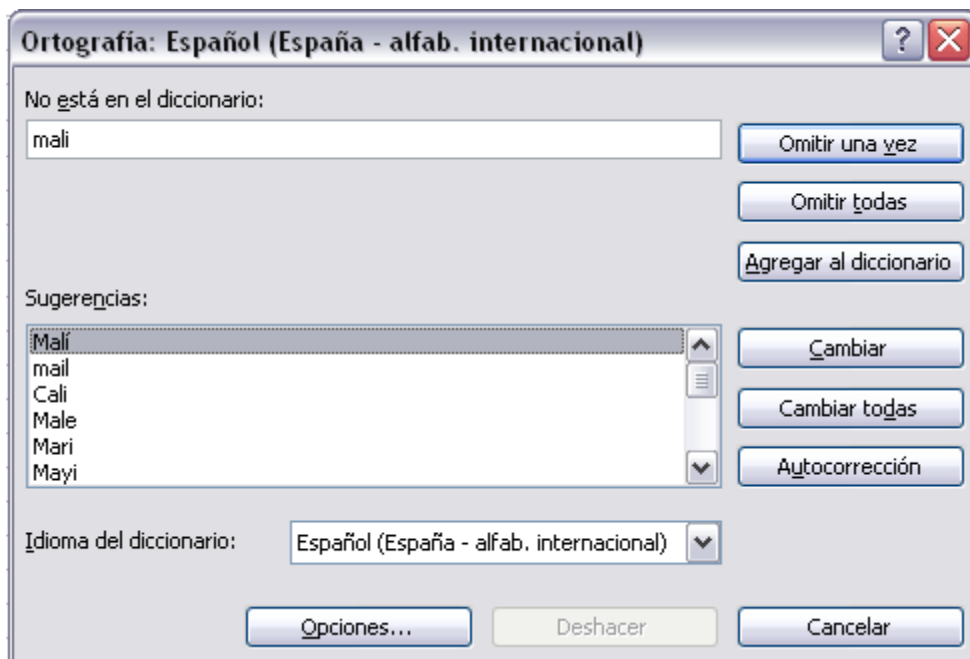 Ortografía: Español (España - alfab. internacional)
No está en el diccionario:
mali
Omitir una vez
Omitir todas
Agregar al diccionario
Sugerencias:
Malí
mail
Cali
Male
Mari
Mayi
Cambiar
Cambiar todas
Autocorrección
Idioma del diccionario:
Español (España - alfab. internacional)
Opciones...
Deshacer
Cancelar